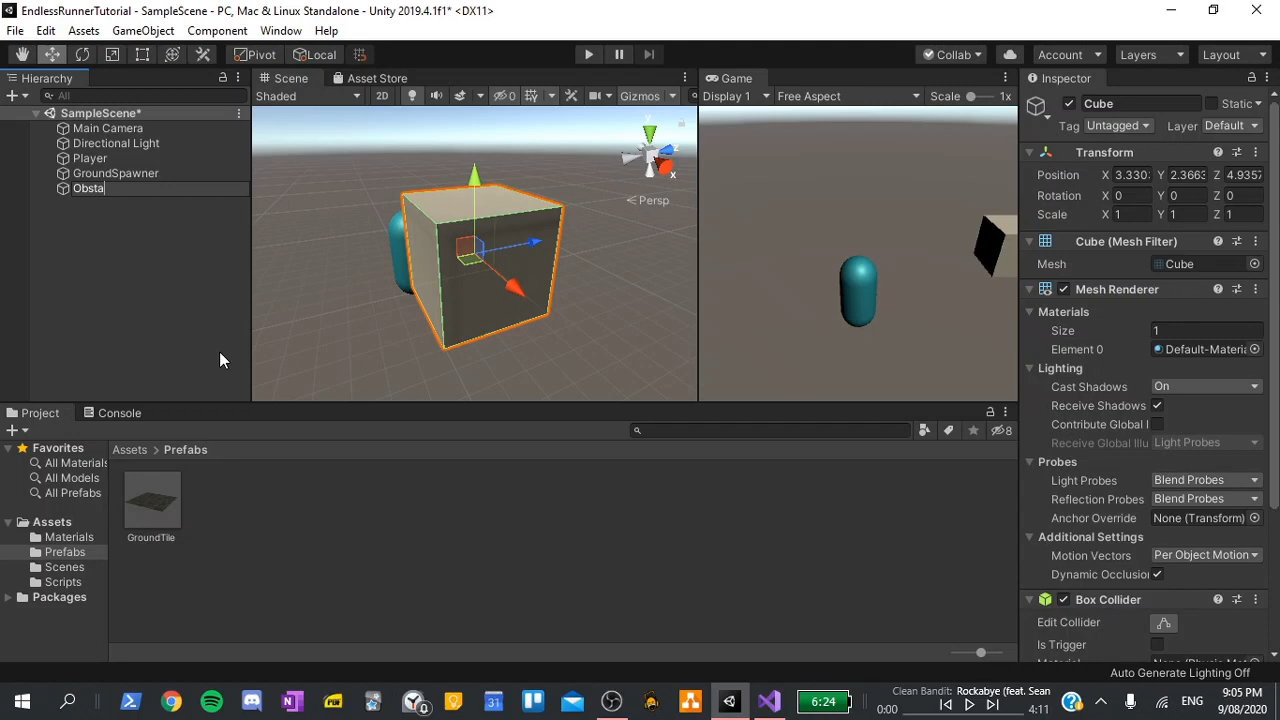 EndlessRunnerTutorial - SampleScene - PC, Mac & Linux Standalone - Unity 2019.4.1f1* <DX11>
File Edit Assets GameObject Component Window Help
Pivot Local Collab Account Layers Layout
Hierarchy
All
SampleScene*
Main Camera
Directional Light
Player
GroundSpawner
Obsta
Scene Asset Store
Shaded 2D 0 Gizmos
y
z
x
< Persp
Game
Display 1 Free Aspect Scale 1x
Inspector
Cube Static
Tag Untagged Layer Default
Transform
Position X 3.330 Y 2.3663 Z 4.9357
Rotation X 0 Y 0 Z 0
Scale X 1 Y 1 Z 1
Cube (Mesh Filter)
Mesh Cube
Mesh Renderer
Materials
Size 1
Element 0 Default-Materia
Lighting
Cast Shadows On
Receive Shadows
Contribute Global I
Receive Global Illu Light Probes
Probes
Light Probes Blend Probes
Reflection Probes Blend Probes
Anchor Override None (Transform)
Additional Settings
Motion Vectors Per Object Motion
Dynamic Occlusion
Box Collider
Edit Collider
Is Trigger
Auto Generate Lighting Off
Project Console
8
Favorites
All Materials
All Models
All Prefabs
Assets
Materials
Prefabs
Scenes
Scripts
Packages
Assets > Prefabs
GroundTile
6:24
Clean Bandit: Rockabye (feat. Sean
0:00 4:11
ENG
9:05 PM
9/08/2020